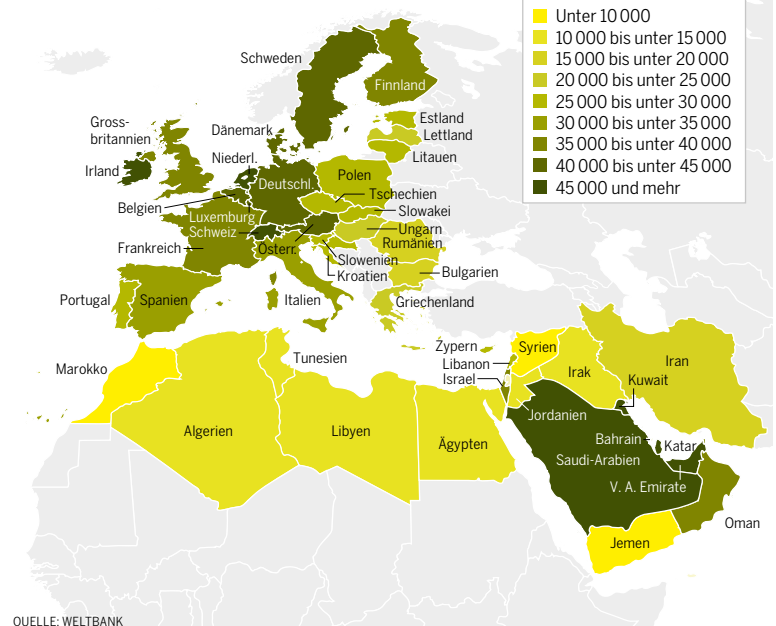 Unter 10 000
10 000 bis unter 15 000
15 000 bis unter 20 000
20 000 bis unter 25 000
25 000 bis unter 30 000
30 000 bis unter 35 000
35 000 bis unter 40 000
40 000 bis unter 45 000
45 000 und mehr
Schweden
Finnland
Gross-
britannien
Dänemark
Estland
Lettland
Litauen
Irland
Niederl.
Deutschl.
Polen
Tschechien
Belgien
Luxemburg
Slowakei
Schweiz
Ungarn
Frankreich
Österr.
Rumänien
Slowenien
Kroatien
Bulgarien
Portugal
Spanien
Italien
Griechenland
Zypern
Syrien
Libanon
Israel
Irak
Iran
Kuwait
Marokko
Tunesien
Jordanien
Algerien
Libyen
Ägypten
Bahrain
Katar
Saudi-Arabien
V. A. Emirate
Oman
Jemen
QUELLE: WELTBANK